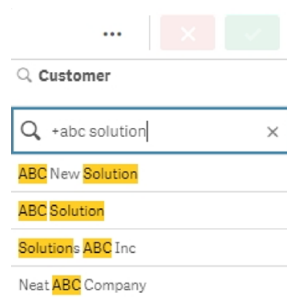 ...
Customer
+abc solution
ABC New Solution
ABC Solution
Solutions ABC Inc
Neat ABC Company